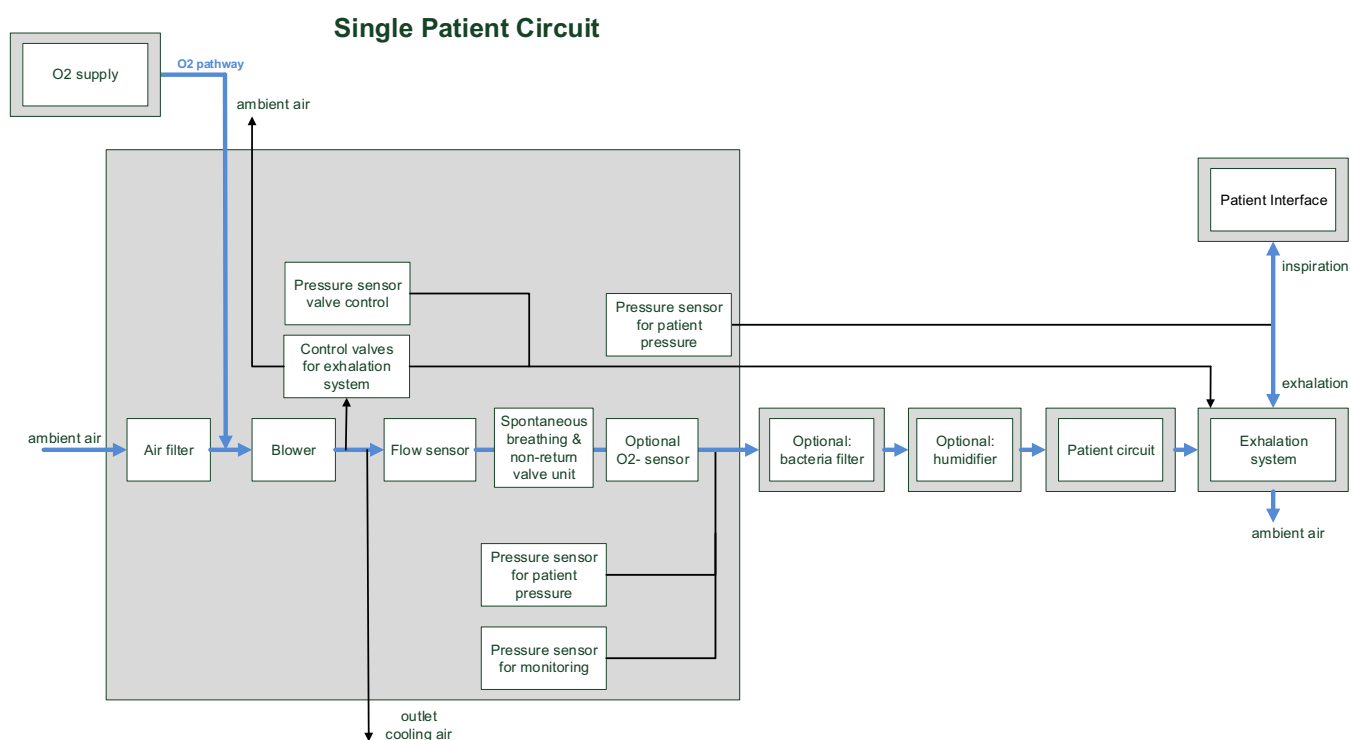 Single Patient Circuit
O2 supply
O2 pathway
ambient air
Patient Interface
inspiration
Pressure sensor
valve control
Pressure sensor
for patient
pressure
Control valves
for exhalation
system
exhalation
ambient air
Air filter
Blower
Flow sensor
Spontaneous
breathing &
non-return
valve unit
Optional
O2- sensor
Optional:
bacteria filter
Optional:
humidifier
Patient circuit
Exhalation
system
ambient air
Pressure sensor
for patient
pressure
Pressure sensor
for monitoring
outlet
cooling air